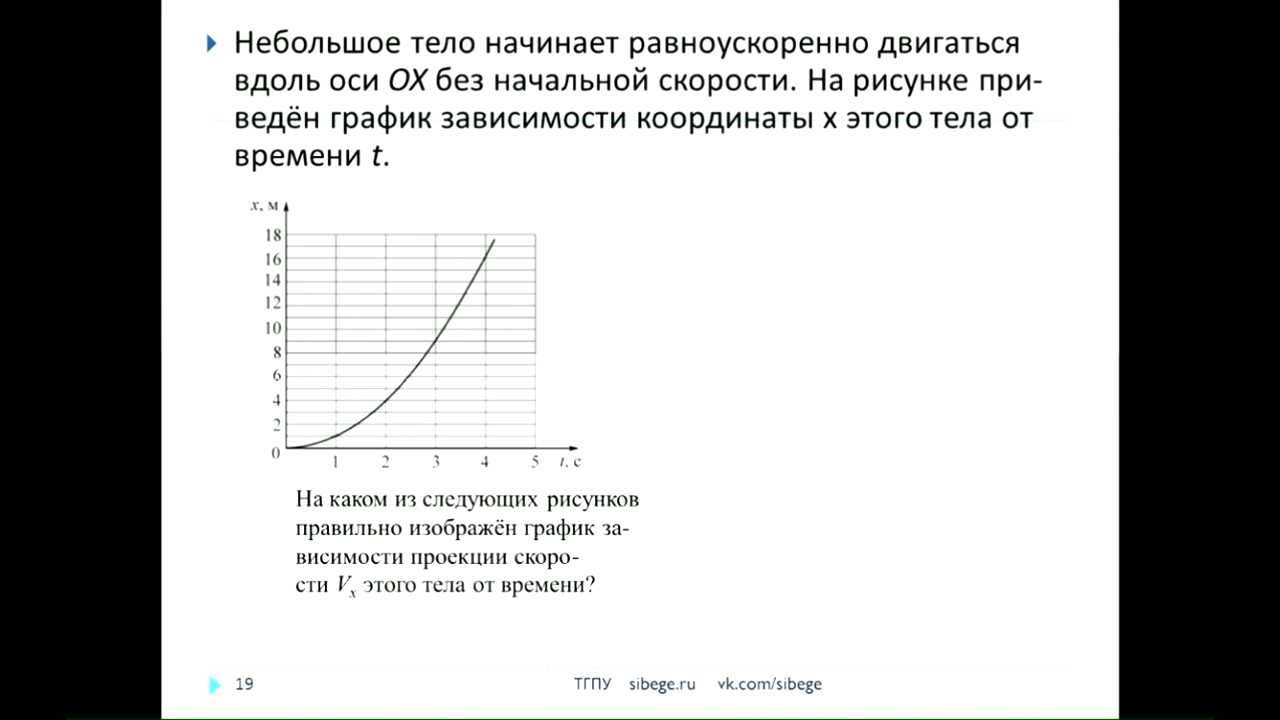 Небольшое тело начинает равноускоренно двигаться
вдоль оси OX без начальной скорости. На рисунке при-
ведён график зависимости координаты x этого тела от
времени t.
x, м
18
16
14
12
10
8
6
4
2
0
1 2 3 4 5 t, с
На каком из следующих рисунков
правильно изображён график за-
висимости проекции скоро-
сти Vx этого тела от времени?
19 ТГПУ sibege.ru vk.com/sibege